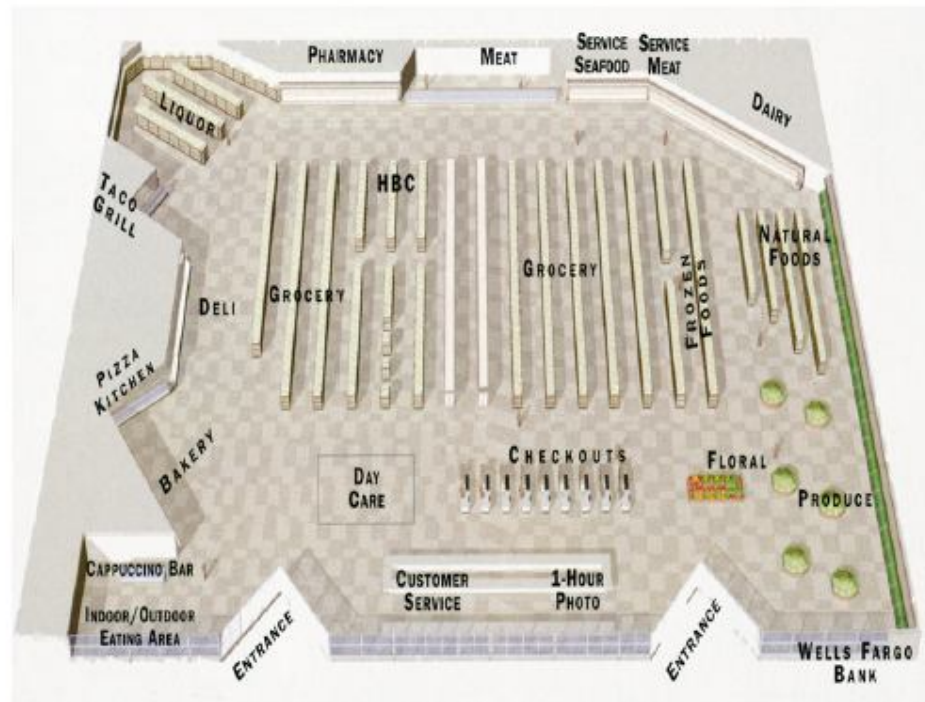 PHAIRMACY
MEAT
SERVICE
SEAFOOD
SERVICE
MEAT
DAIRY
LIQUOR
TACO
GRILL
HBC
NATURAL
FOODS
GROCERY
GROCERY
FROZEN
FOODS
DELI
PIZZA
KITCHEN
BAKERY
DAY
CARE
CHECKOUTS
FLORAL
PRODUCE
CAPPUCCINO BAR
CUSTOMER
SERVICE
1-HOUR
PHOTO
INDOOR/OUTDOOR
EATING AREA
ENTRANCE
ENTRANCE
WELLS FARGO
BANK